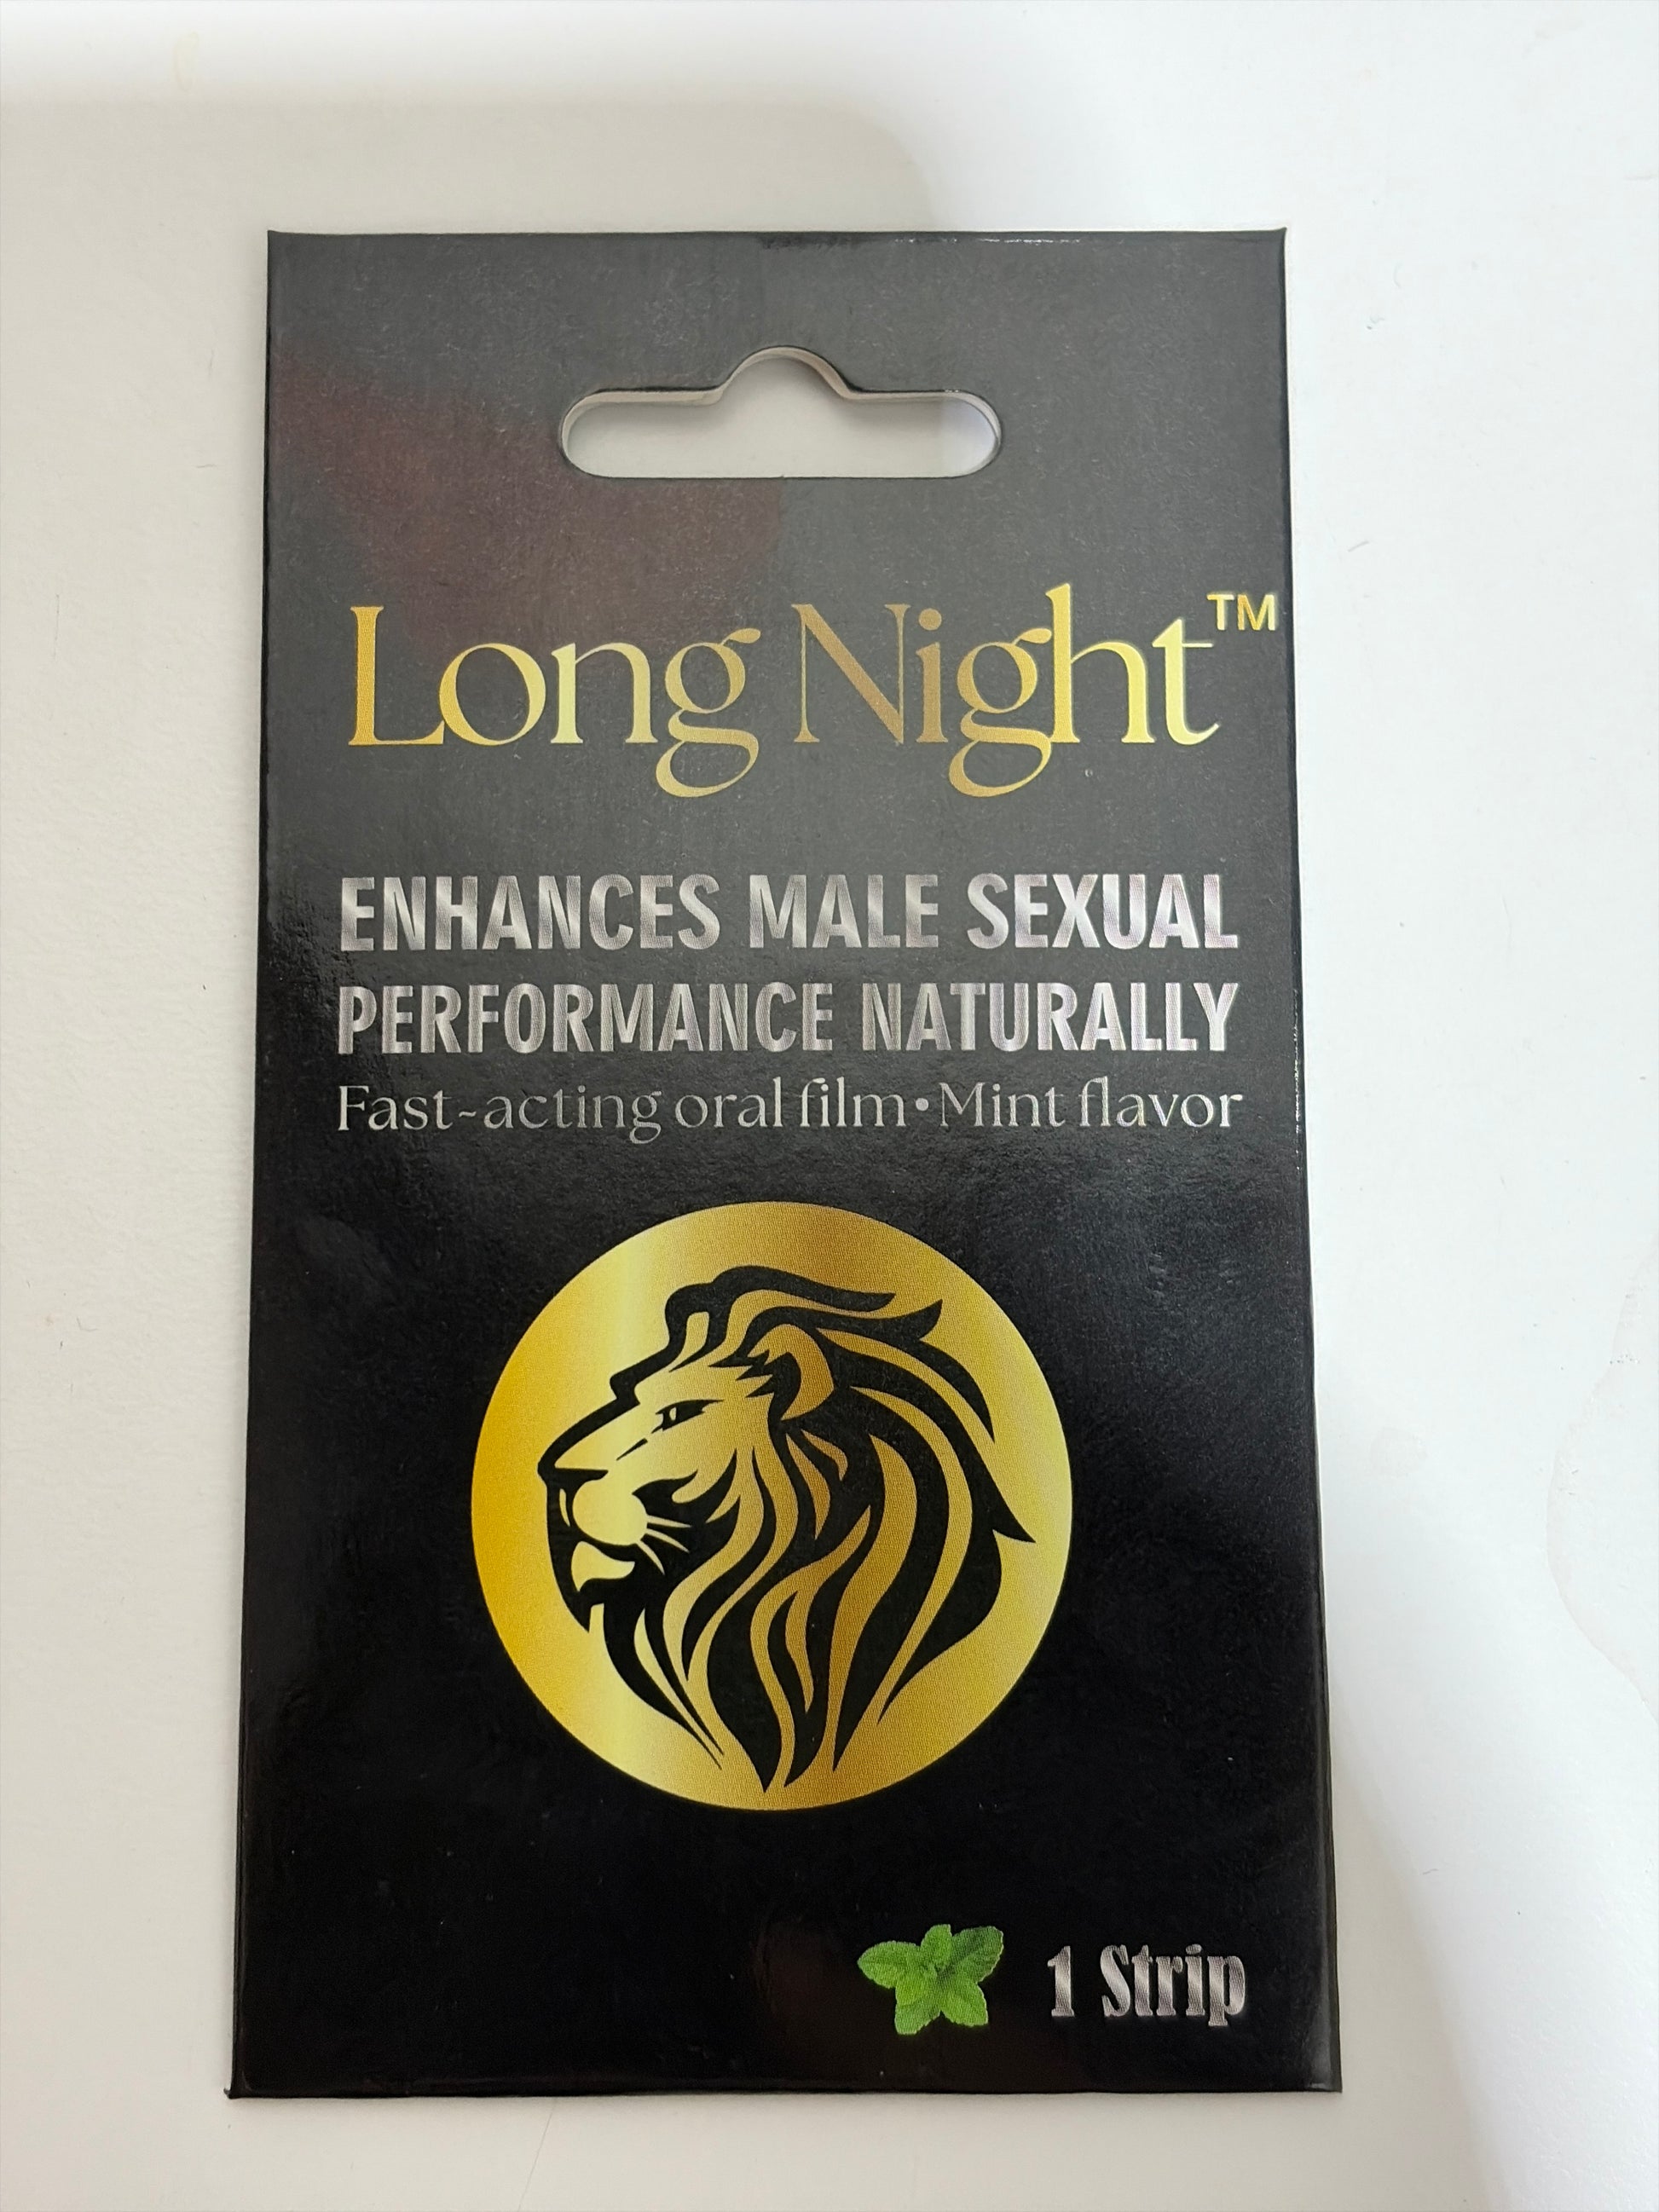 Long Night™
ENHANCES MALE SEXUAL
PERFORMANCE NATURALLY
Fast-acting oral film•Mint flavor
1 Strip